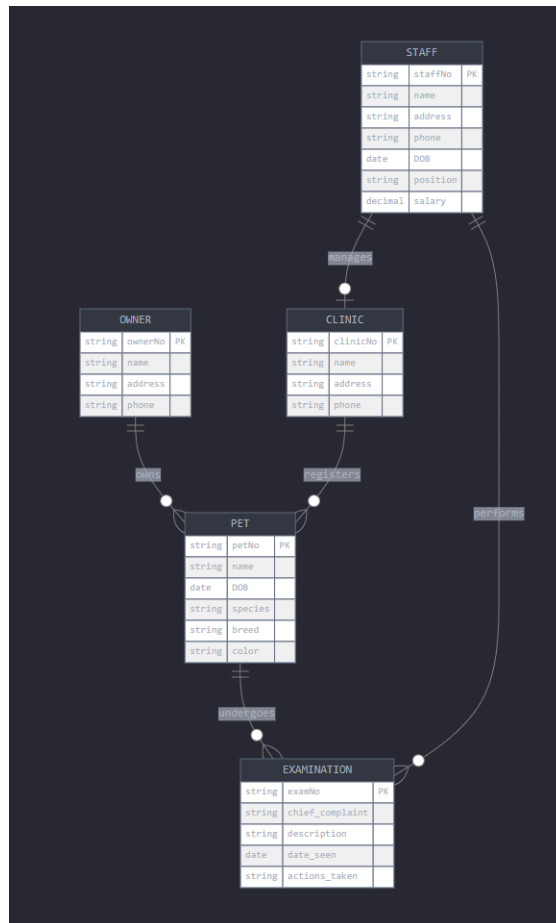 STAFF
string staffNo PK
string name
string address
string phone
date DOB
string position
decimal salary
manages
OWNER
string ownerNo PK
string name
string address
string phone
CLINIC
string clinicNo PK
string name
string address
string phone
owns
registers
performs
PET
string petNo PK
string name
date DOB
string species
string breed
string color
undergoes
EXAMINATION
string examNo PK
string chief_complaint
string description
date date_seen
string actions_taken